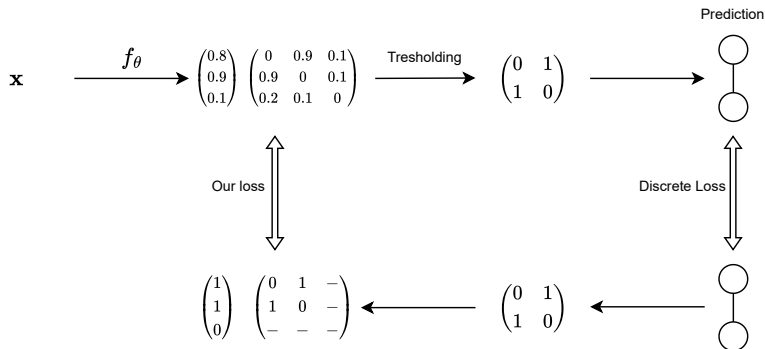 Prediction
x
f_θ
(0.8 0.9 0.1)
(0 0.9 0.1
0.9 0 0.1
0.2 0.1 0)
Tresholding
(0 1
1 0)
Our loss
Discrete Loss
(1 1 0)
(0 1 −
1 0 −
− − −)
(0 1
1 0)